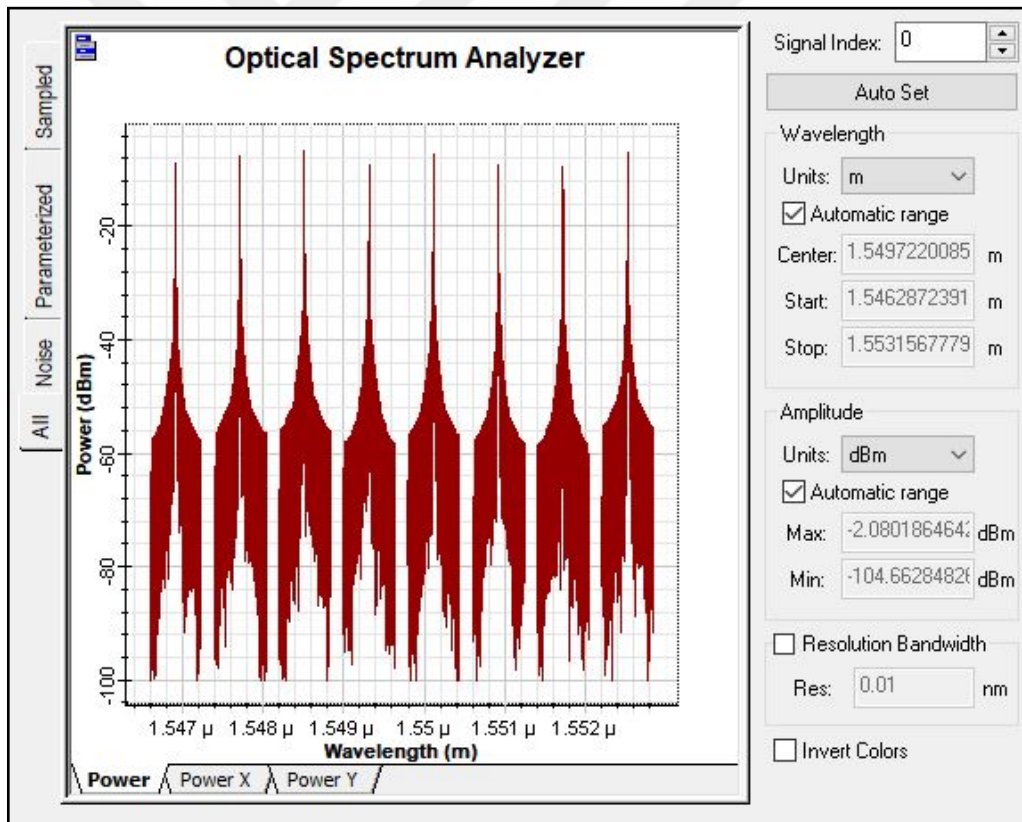 Optical Spectrum Analyzer
Sampled
Parameterized
Noise
All
Power (dBm)
-20
-40
-60
-80
-100
1.547 µ 1.548 µ 1.549 µ 1.55 µ 1.551 µ 1.552 µ
Wavelength (m)
Power Power X Power Y
Signal Index: 0
Auto Set
Wavelength
Units: m
Automatic range
Center: 1.5497220085 m
Start: 1.5462872391 m
Stop: 1.5531567779 m
Amplitude
Units: dBm
Automatic range
Max: -2.080186464 dBm
Min: -104.6628482 dBm
Resolution Bandwidth
Res: 0.01 nm
Invert Colors